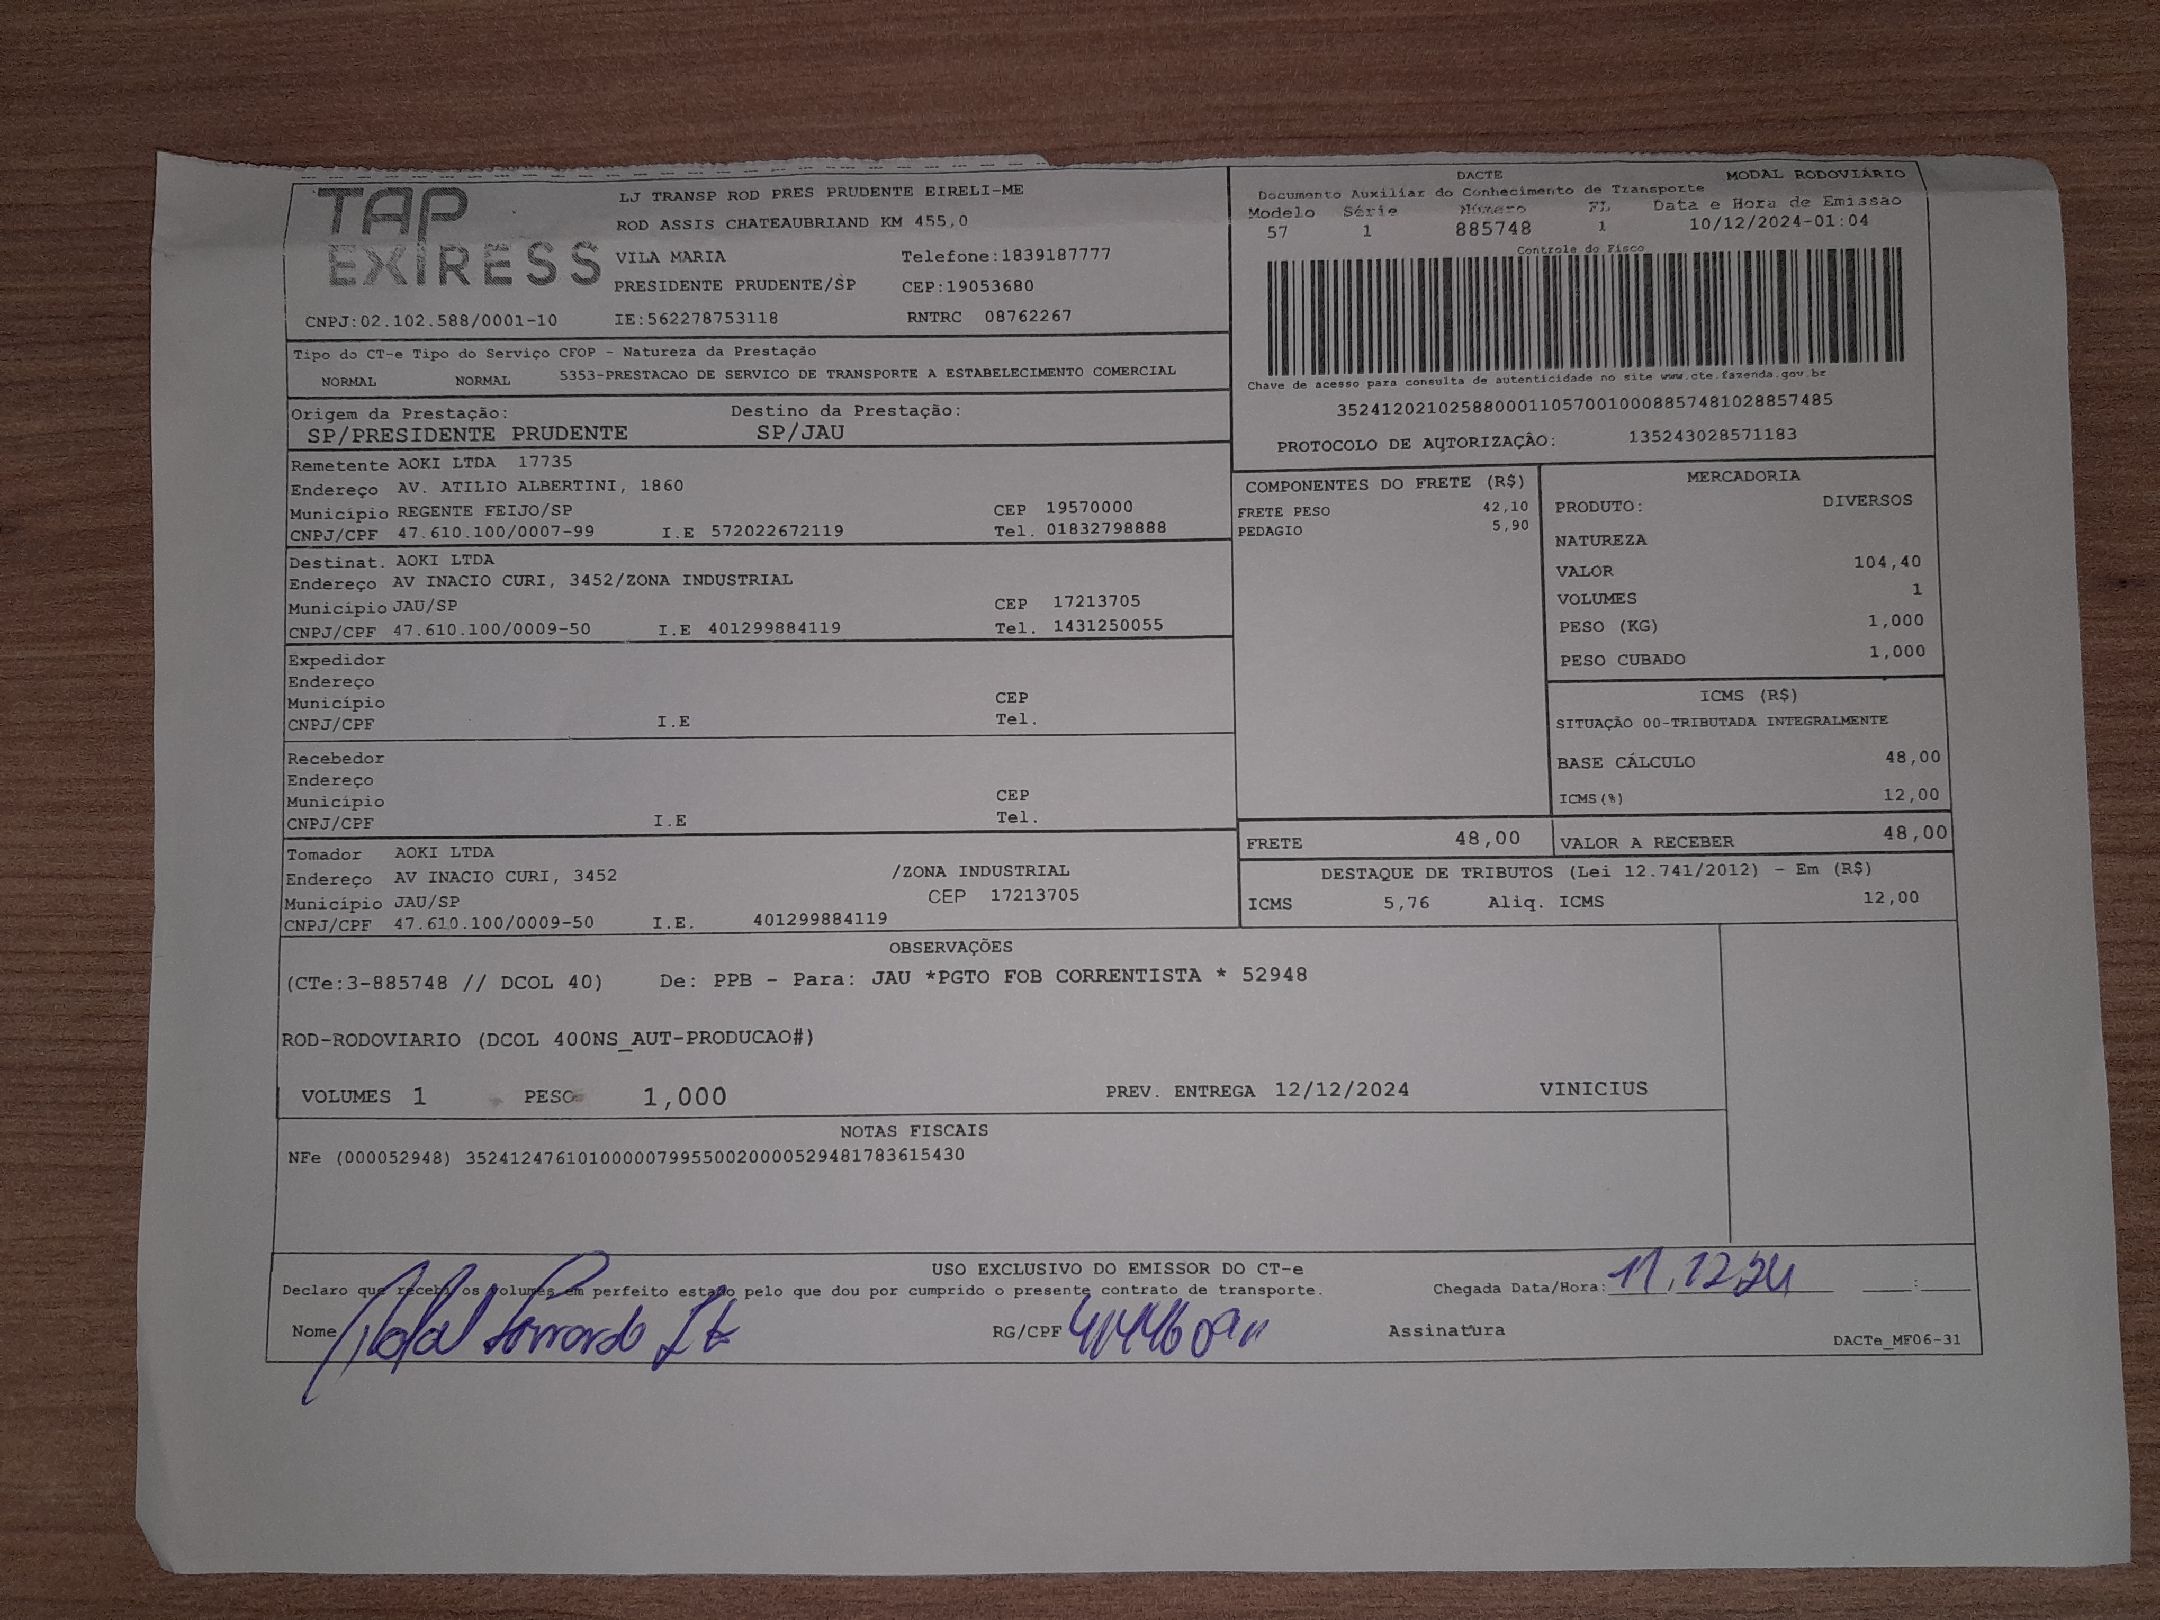 TAP
EXIRESS
LJ TRANSP ROD PRES PRUDENTE EIRELI-ME
ROD ASSIS CHATEAUBRIAND KM 455,0
VILA MARIA Telefone:1839187777
PRESIDENTE PRUDENTE/SP CEP:19053680
CNPJ:02.102.588/0001-10 IE:562278753118 RNTRC 08762267
DACTE MODAL RODOVIÁRIO
Documento Auxiliar do Conhecimento de Transporte
Modelo Série Número FL Data e Hora de Emissão
57 1 885748 1 10/12/2024-01:04
Controle do Fisco
Chave de acesso para consulta de autenticidade no site www.cte.fazenda.gov.br
35241202102588000110570010008857481028857485
PROTOCOLO DE AUTORIZAÇÃO: 135243028571183
Tipo do CT-e Tipo do Serviço CFOP - Natureza da Prestação
NORMAL NORMAL 5353-PRESTACAO DE SERVICO DE TRANSPORTE A ESTABELECIMENTO COMERCIAL
Origem da Prestação: Destino da Prestação:
SP/PRESIDENTE PRUDENTE SP/JAU
Remetente AOKI LTDA 17735
Endereço AV. ATILIO ALBERTINI, 1860
Município REGENTE FEIJO/SP CEP 19570000
CNPJ/CPF 47.610.100/0007-99 I.E 572022672119 Tel. 01832798888
Destinat. AOKI LTDA
Endereço AV INACIO CURI, 3452/ZONA INDUSTRIAL
Município JAU/SP CEP 17213705
CNPJ/CPF 47.610.100/0009-50 I.E 401299884119 Tel. 1431250055
Expedidor
Endereço
Município CEP
CNPJ/CPF I.E Tel.
Recebedor
Endereço
Município CEP
CNPJ/CPF I.E Tel.
Tomador AOKI LTDA
Endereço AV INACIO CURI, 3452 /ZONA INDUSTRIAL
Município JAU/SP CEP 17213705
CNPJ/CPF 47.610.100/0009-50 I.E. 401299884119
COMPONENTES DO FRETE (R$)
FRETE PESO 42,10
PEDAGIO 5,90
MERCADORIA
PRODUTO: DIVERSOS
NATUREZA
VALOR 104,40
VOLUMES 1
PESO (KG) 1,000
PESO CUBADO 1,000
ICMS (R$)
SITUAÇÃO 00-TRIBUTADA INTEGRALMENTE
BASE CÁLCULO 48,00
ICMS(%) 12,00
FRETE 48,00 VALOR A RECEBER 48,00
DESTAQUE DE TRIBUTOS (Lei 12.741/2012) - Em (R$)
ICMS 5,76 Aliq. ICMS 12,00
OBSERVAÇÕES
(CTe:3-885748 // DCOL 40) De: PPB - Para: JAU *PGTO FOB CORRENTISTA * 52948
ROD-RODOVIARIO (DCOL 400NS_AUT-PRODUCAO#)
VOLUMES 1 PESO 1,000 PREV. ENTREGA 12/12/2024 VINICIUS
NOTAS FISCAIS
NFe (000052948) 35241247610100000799550020000529481783615430
USO EXCLUSIVO DO EMISSOR DO CT-e
Declaro que recebi os volumes em perfeito estado pelo que dou por cumprido o presente contrato de transporte. Chegada Data/Hora: 11.12.24 :
Nome RG/CPF Assinatura
DACTe_MF06-31